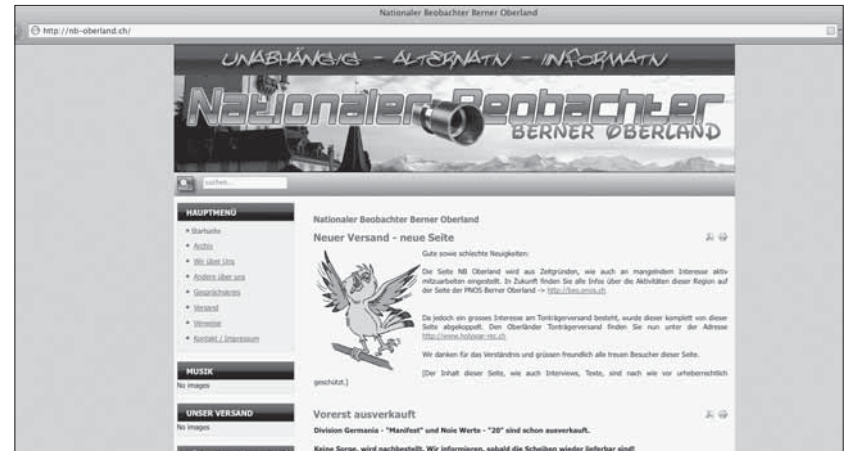 Nationaler Beobachter Berner Oberland
http://nb-oberland.ch/
UNABHÄNGIG - ALTERNATIV - INFORMATIV
Nationaler Beobachter
BERNER OBERLAND
suchen...
HAUPTMENÜ
Startseite
Archiv
Wir über Uns
Andere über uns
Gesprächskreis
Versand
Verweise
Kontakt / Impressum
MUSIK
No images
UNSER VERSAND
No images
Nationaler Beobachter Berner Oberland
Neuer Versand - neue Seite
Gute sowie schlechte Neuigkeiten:
Die Seite NB Oberland wird aus Zeitgründen, wie auch an mangelndem Interesse aktiv
mitzuarbeiten eingestellt. In Zukunft finden Sie alle Infos über die Aktivitäten dieser Region auf
der Seite der PNOS Berner Oberland -> http://beo.pnos.ch
Da jedoch ein grosses Interesse am Tonträgerversand besteht, wurde dieser komplett von dieser
Seite abgekoppelt. Den Oberländer Tonträgerversand finden Sie nun unter der Adresse
http://www.holywar-rec.ch
Wir danken für das Verständnis und grüssen freundlich alle treuen Besucher dieser Seite.
[Der Inhalt dieser Seite, wie auch Interviews, Texte, sind nach wie vor urheberrechtlich
geschützt.]
Vorerst ausverkauft
Division Germania - "Manifest" und Noie Werte - "20" sind schon ausverkauft.
Keine Sorge, wird nachbestellt. Wir informieren, sobald die Scheiben wieder lieferbar sind!